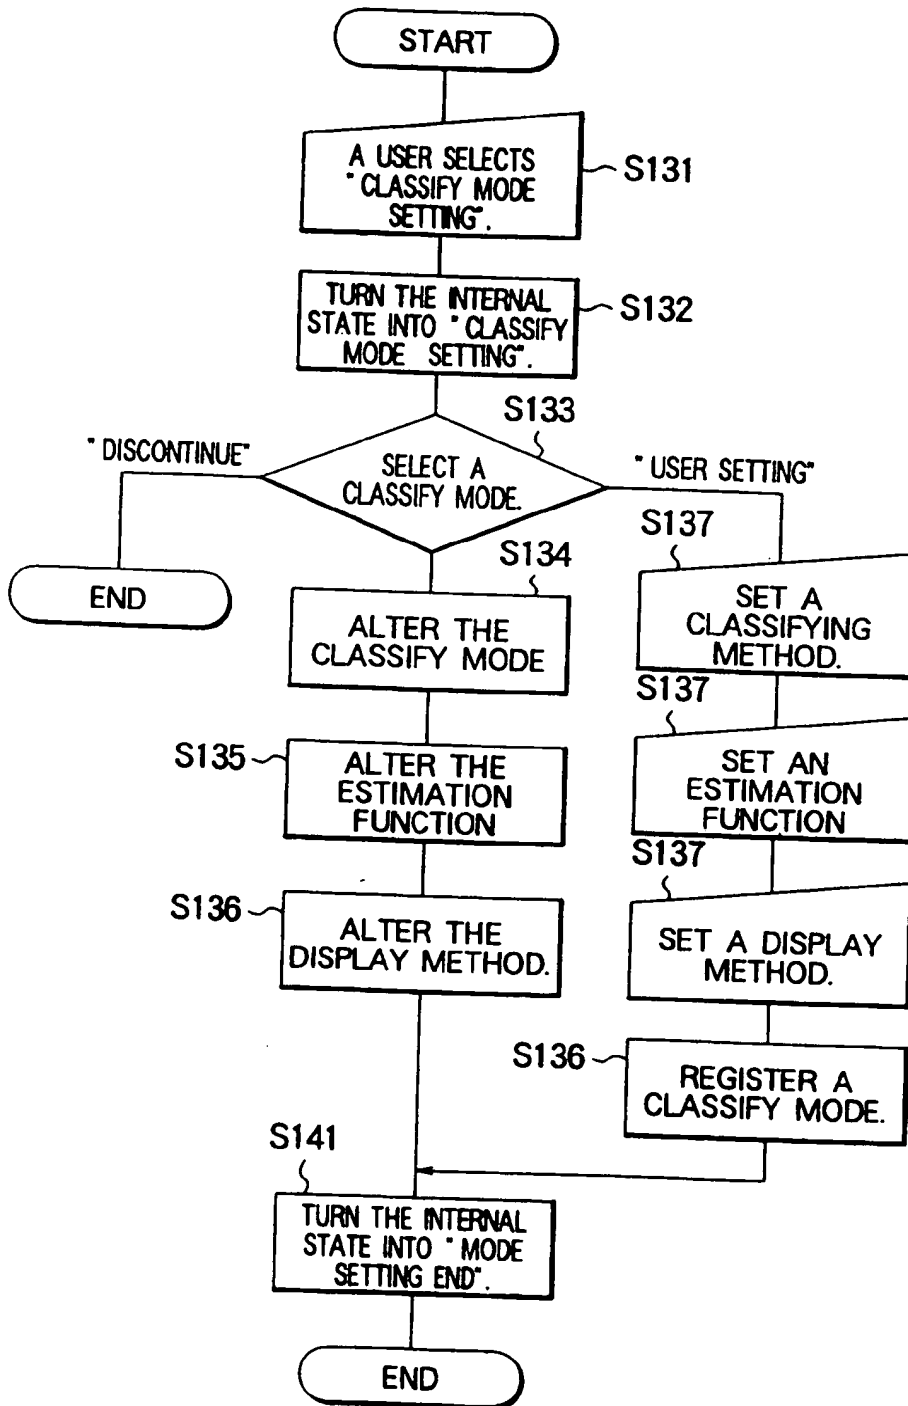 START
A USER SELECTS
"CLASSIFY MODE
SETTING".
S131
TURN THE INTERNAL
STATE INTO "CLASSIFY
MODE SETTING".
S132
S133
"DISCONTINUE"
SELECT A
CLASSIFY MODE.
"USER SETTING"
END
S134
ALTER THE
CLASSIFY MODE
S137
SET A
CLASSIFYING
METHOD.
S135
ALTER THE
ESTIMATION
FUNCTION
S137
SET AN
ESTIMATION
FUNCTION
S136
ALTER THE
DISPLAY METHOD.
S137
SET A DISPLAY
METHOD.
S136
REGISTER A
CLASSIFY MODE.
S141
TURN THE INTERNAL
STATE INTO "MODE
SETTING END".
END